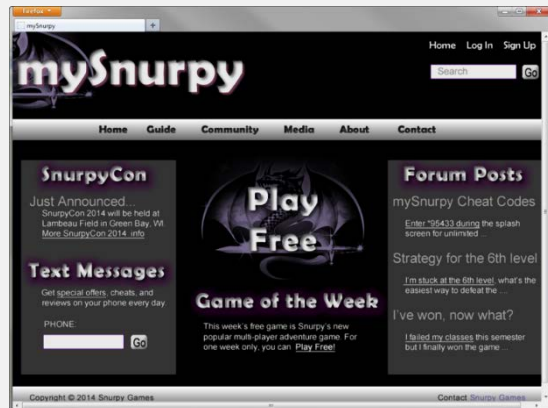 Firefox
mySnurpy
Home Log In Sign Up
mySnurpy
Search Go
Home Guide Community Media About Contact
SnurpyCon
Just Announced...
SnurpyCon 2014 will be held at
Lambeau Field in Green Bay, WI.
More SnurpyCon 2014 info
Text Messages
Get special offers, cheats, and
reviews on your phone every day.
PHONE:
Go
Play
Free
Game of the Week
This week's free game is Snurpy's new
popular multi-player adventure game. For
one week only, you can Play Free!
Forum Posts
mySnurpy Cheat Codes
Enter *95433 during the splash
screen for unlimited ...
Strategy for the 6th level
I'm stuck at the 6th level, what's the
easiest way to defeat the ...
I've won, now what?
I failed my classes this semester
but I finally won the game ...
Copyright © 2014 Snurpy Games
Contact Snurpy Games